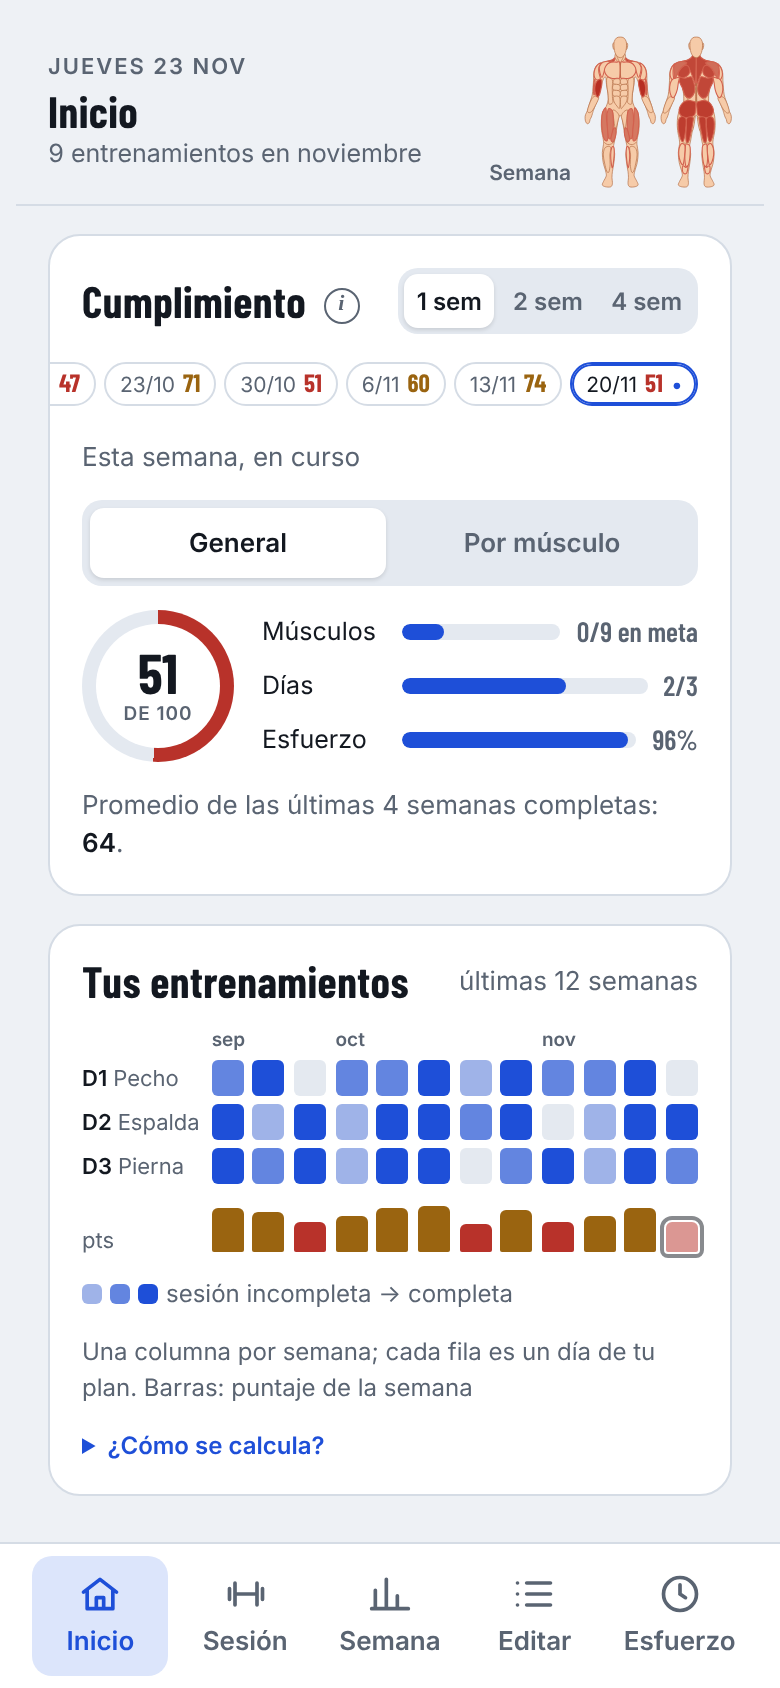 JUEVES 23 NOV
Inicio
9 entrenamientos en noviembre
Semana
Cumplimiento i 1 sem 2 sem 4 sem
47 23/10 71 30/10 51 6/11 60 13/11 74 20/11 51 •
Esta semana, en curso
General Por músculo
51
DE 100
Músculos 0/9 en meta
Días 2/3
Esfuerzo 96%
Promedio de las últimas 4 semanas completas:
64.
Tus entrenamientos últimas 12 semanas
sep oct nov
D1 Pecho
D2 Espalda
D3 Pierna
pts
sesión incompleta → completa
Una columna por semana; cada fila es un día de tu
plan. Barras: puntaje de la semana
▶ ¿Cómo se calcula?
Inicio Sesión Semana Editar Esfuerzo